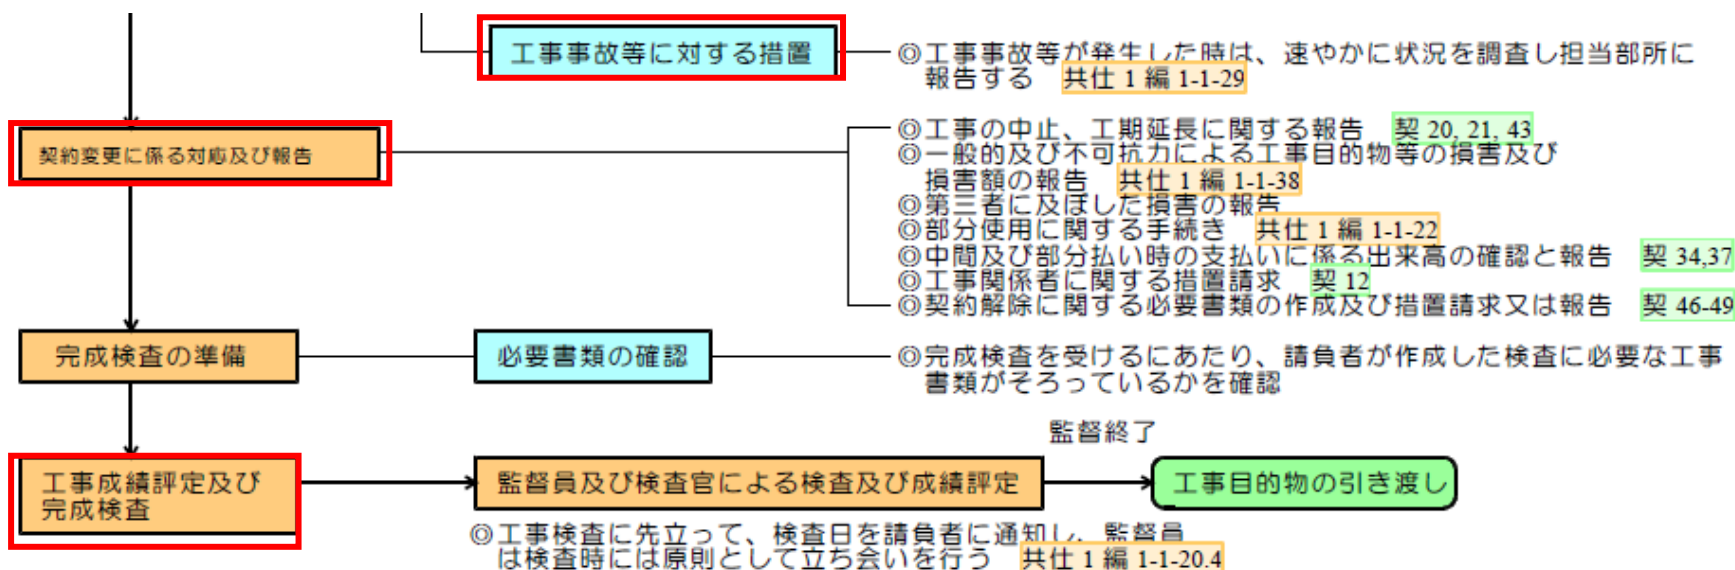 工事事故等に対する措置
◎工事事故等が発生した時は、速やかに状況を調査し担当部所に
報告する 共仕 1 編 1-1-29
契約変更に係る対応及び報告
◎工事の中止、工期延長に関する報告 契 20, 21, 43
◎一般的及び不可抗力による工事目的物等の損害及び
損害額の報告 共仕 1 編 1-1-38
◎第三者に及ぼした損害の報告
◎部分使用に関する手続き 共仕 1 編 1-1-22
◎中間及び部分払い時の支払いに係る出来高の確認と報告 契 34,37
◎工事関係者に関する措置請求 契 12
◎契約解除に関する必要書類の作成及び措置請求又は報告 契 46-49
完成検査の準備
必要書類の確認
◎完成検査を受けるにあたり、請負者が作成した検査に必要な工事
書類がそろっているかを確認
監督終了
工事成績評定及び
完成検査
監督員及び検査官による検査及び成績評定
工事目的物の引き渡し
◎工事検査に先立って、検査日を請負者に通知し、監督員
は検査時には原則として立ち会いを行う 共仕 1 編 1-1-20.4